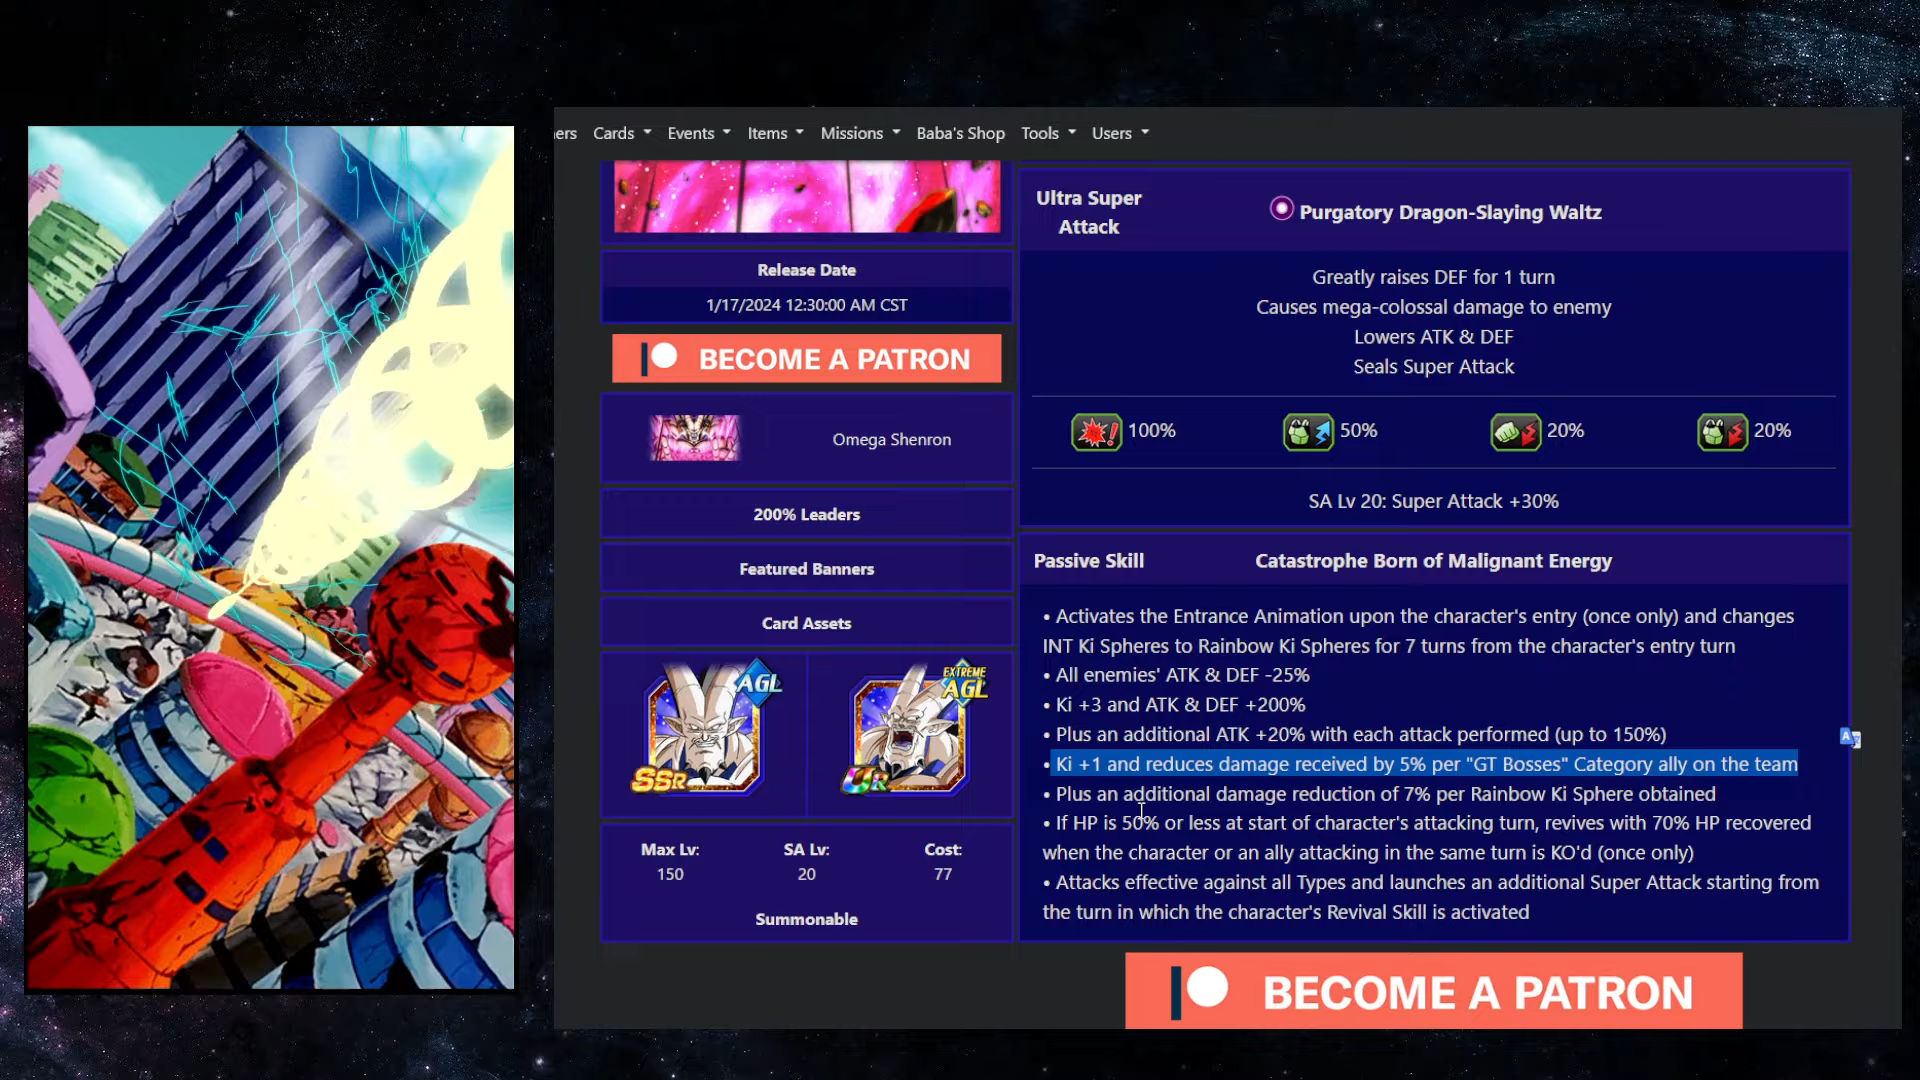 ers Cards Events Items Missions Baba's Shop Tools Users
Release Date
1/17/2024 12:30:00 AM CST
BECOME A PATRON
Omega Shenron
200% Leaders
Featured Banners
Card Assets
AGL
SSR
EXTREME
AGL
UR
Max Lv: SA Lv: Cost:
150 20 77
Summonable
Ultra Super
Attack
Purgatory Dragon-Slaying Waltz
Greatly raises DEF for 1 turn
Causes mega-colossal damage to enemy
Lowers ATK & DEF
Seals Super Attack
100% 50% 20% 20%
SA Lv 20: Super Attack +30%
Passive Skill Catastrophe Born of Malignant Energy
• Activates the Entrance Animation upon the character's entry (once only) and changes
INT Ki Spheres to Rainbow Ki Spheres for 7 turns from the character's entry turn
• All enemies' ATK & DEF -25%
• Ki +3 and ATK & DEF +200%
• Plus an additional ATK +20% with each attack performed (up to 150%)
• Ki +1 and reduces damage received by 5% per "GT Bosses" Category ally on the team
• Plus an additional damage reduction of 7% per Rainbow Ki Sphere obtained
• If HP is 50% or less at start of character's attacking turn, revives with 70% HP recovered
when the character or an ally attacking in the same turn is KO'd (once only)
• Attacks effective against all Types and launches an additional Super Attack starting from
the turn in which the character's Revival Skill is activated
BECOME A PATRON